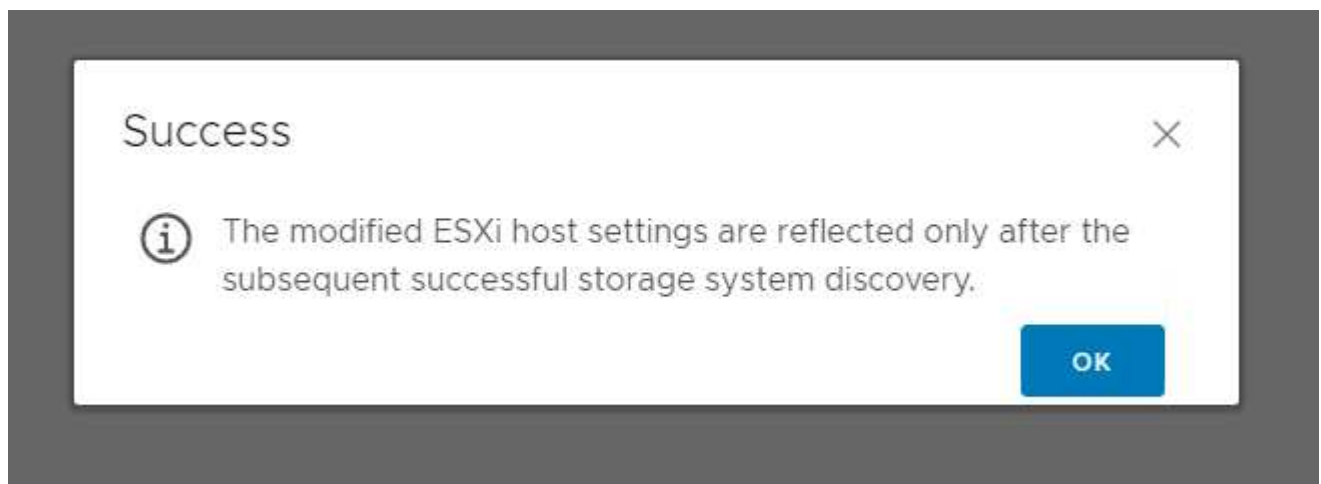 Success
The modified ESXi host settings are reflected only after the
subsequent successful storage system discovery.
OK